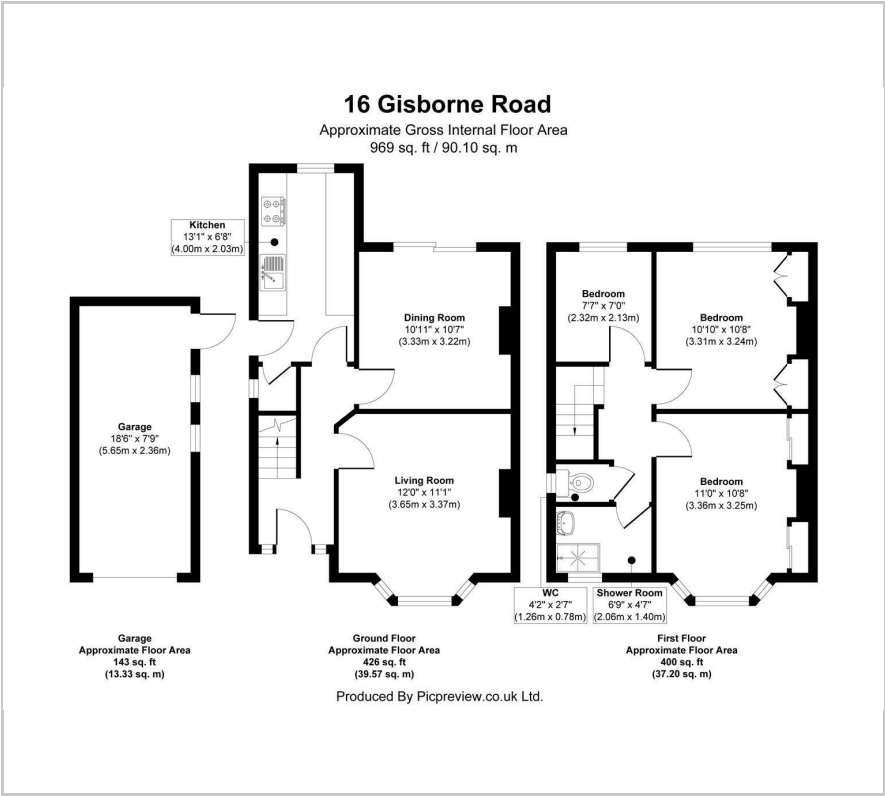 16 Gisborne Road
Approximate Gross Internal Floor Area
969 sq. ft / 90.10 sq. m
Kitchen
13'1" x 6'8"
(4.00m x 2.03m)
Dining Room
10'11" x 10'7"
(3.33m x 3.22m)
Bedroom
7'7" x 7'0"
(2.32m x 2.13m)
Bedroom
10'10" x 10'8"
(3.31m x 3.24m)
Garage
18'6" x 7'9"
(5.65m x 2.36m)
Living Room
12'0" x 11'1"
(3.65m x 3.37m)
Bedroom
11'0" x 10'8"
(3.36m x 3.25m)
WC
4'2" x 2'7"
(1.26m x 0.78m)
Shower Room
6'9" x 4'7"
(2.06m x 1.40m)
Garage
Approximate Floor Area
143 sq. ft
(13.33 sq. m)
Ground Floor
Approximate Floor Area
426 sq. ft
(39.57 sq. m)
First Floor
Approximate Floor Area
400 sq. ft
(37.20 sq. m)
Produced By Picpreview.co.uk Ltd.